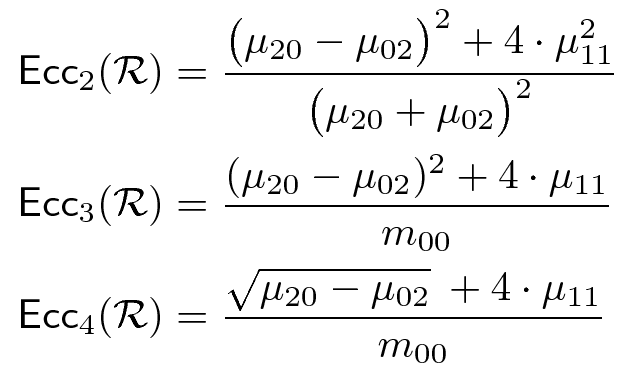 Ecc₂(ℛ) = ((μ₂₀ − μ₀₂)² + 4 · μ₁₁²) / (μ₂₀ + μ₀₂)²
Ecc₃(ℛ) = ((μ₂₀ − μ₀₂)² + 4 · μ₁₁) / m₀₀
Ecc₄(ℛ) = (√(μ₂₀ − μ₀₂) + 4 · μ₁₁) / m₀₀